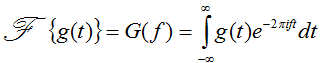 ℱ {g(t)} = G(f) = ∫_{-∞}^{∞} g(t)e^{-2πift} dt